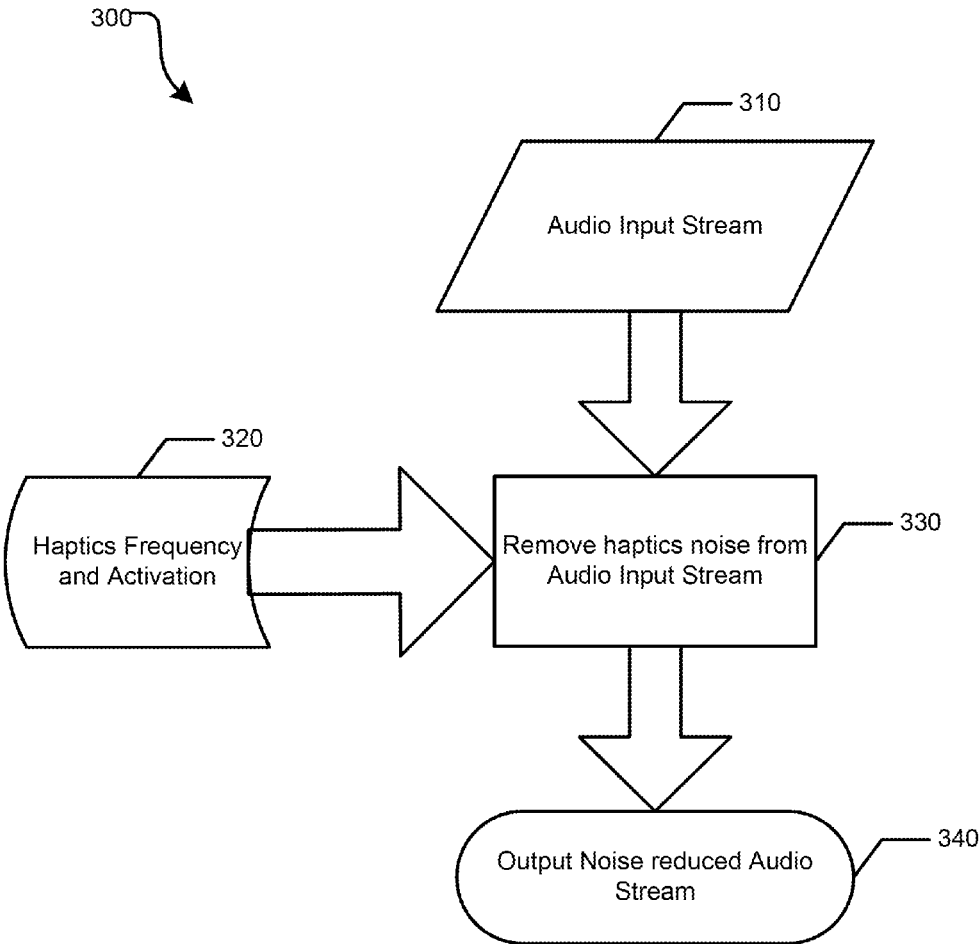 300
310
Audio Input Stream
320
Haptics Frequency
and Activation
330
Remove haptics noise from
Audio Input Stream
340
Output Noise reduced Audio
Stream